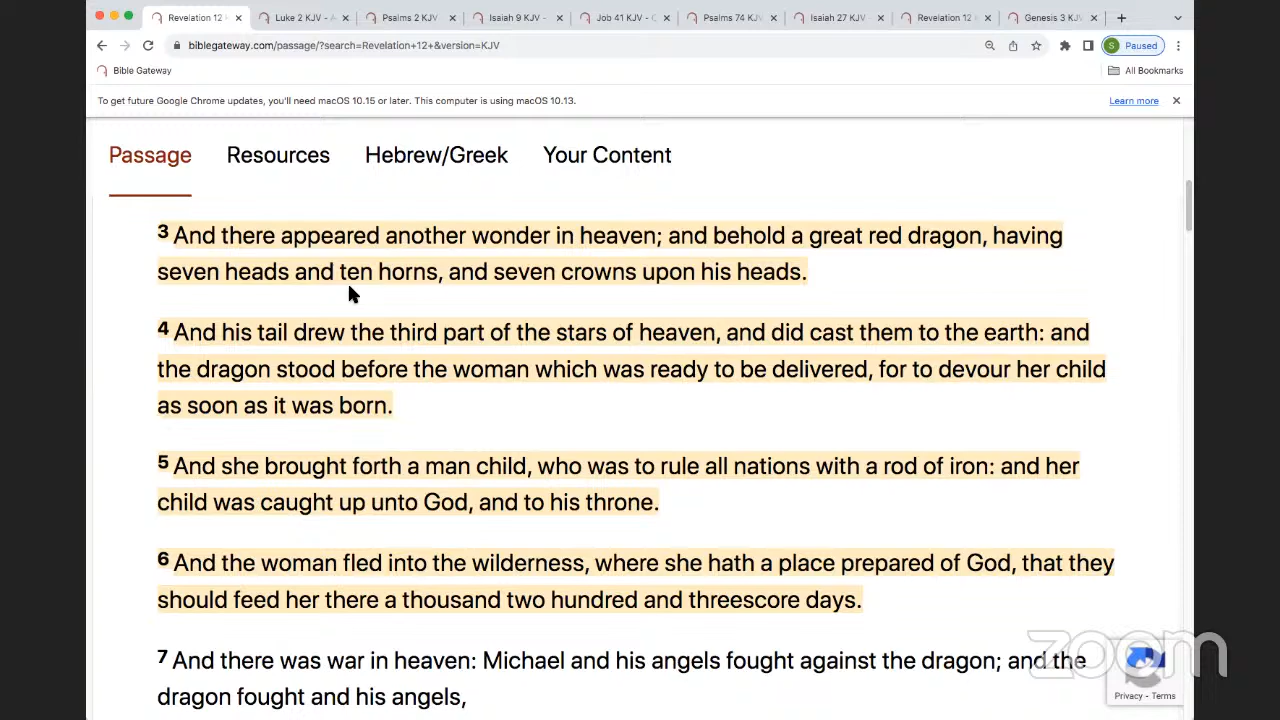 Revelation 12 Luke 2 KJV - A Psalms 2 KJV Isaiah 9 KJV - Job 41 KJV - C Psalms 74 KJV Isaiah 27 KJV Revelation 12 Genesis 3 KJV
biblegateway.com/passage/?search=Revelation+12+&version=KJV S Paused
Bible Gateway All Bookmarks
To get future Google Chrome updates, you'll need macOS 10.15 or later. This computer is using macOS 10.13. Learn more
Passage Resources Hebrew/Greek Your Content
3 And there appeared another wonder in heaven; and behold a great red dragon, having
seven heads and ten horns, and seven crowns upon his heads.
4 And his tail drew the third part of the stars of heaven, and did cast them to the earth: and
the dragon stood before the woman which was ready to be delivered, for to devour her child
as soon as it was born.
5 And she brought forth a man child, who was to rule all nations with a rod of iron: and her
child was caught up unto God, and to his throne.
6 And the woman fled into the wilderness, where she hath a place prepared of God, that they
should feed her there a thousand two hundred and threescore days.
7 And there was war in heaven: Michael and his angels fought against the dragon; and the
dragon fought and his angels,
zoom
Privacy - Terms